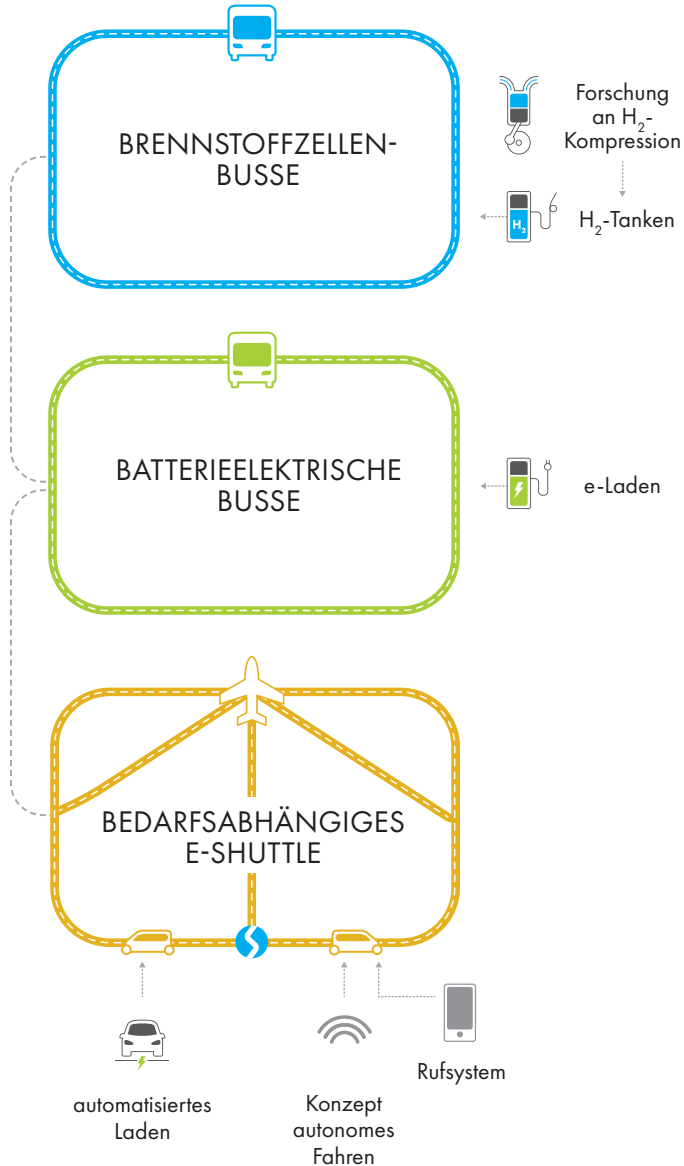 BRENNSTOFFZELLEN-
BUSSE
Forschung
an H₂-
Kompression
H₂
H₂-Tanken
BATTERIEELEKTRISCHE
BUSSE
e-Laden
BEDARFSABHÄNGIGES
E-SHUTTLE
automatisiertes
Laden
Konzept
autonomes
Fahren
Rufsystem